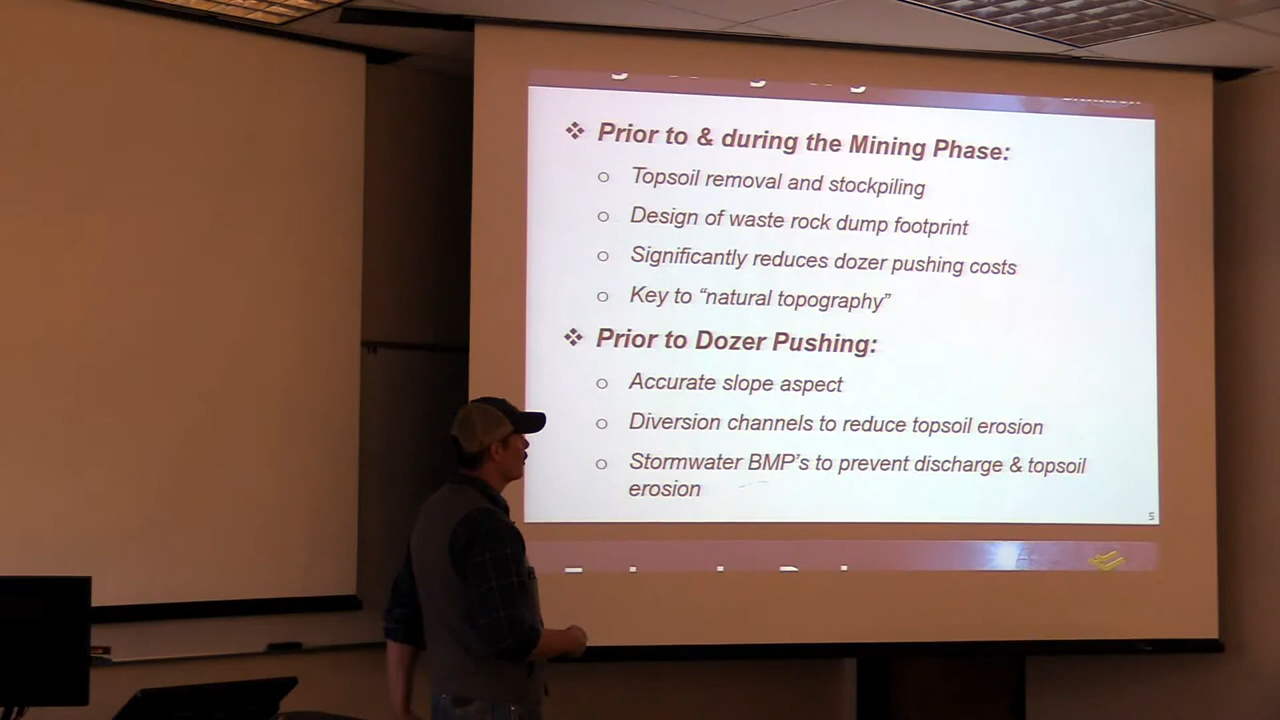 ❖ Prior to & during the Mining Phase:
o Topsoil removal and stockpiling
o Design of waste rock dump footprint
o Significantly reduces dozer pushing costs
o Key to “natural topography”
❖ Prior to Dozer Pushing:
o Accurate slope aspect
o Diversion channels to reduce topsoil erosion
o Stormwater BMP's to prevent discharge & topsoil
erosion
5